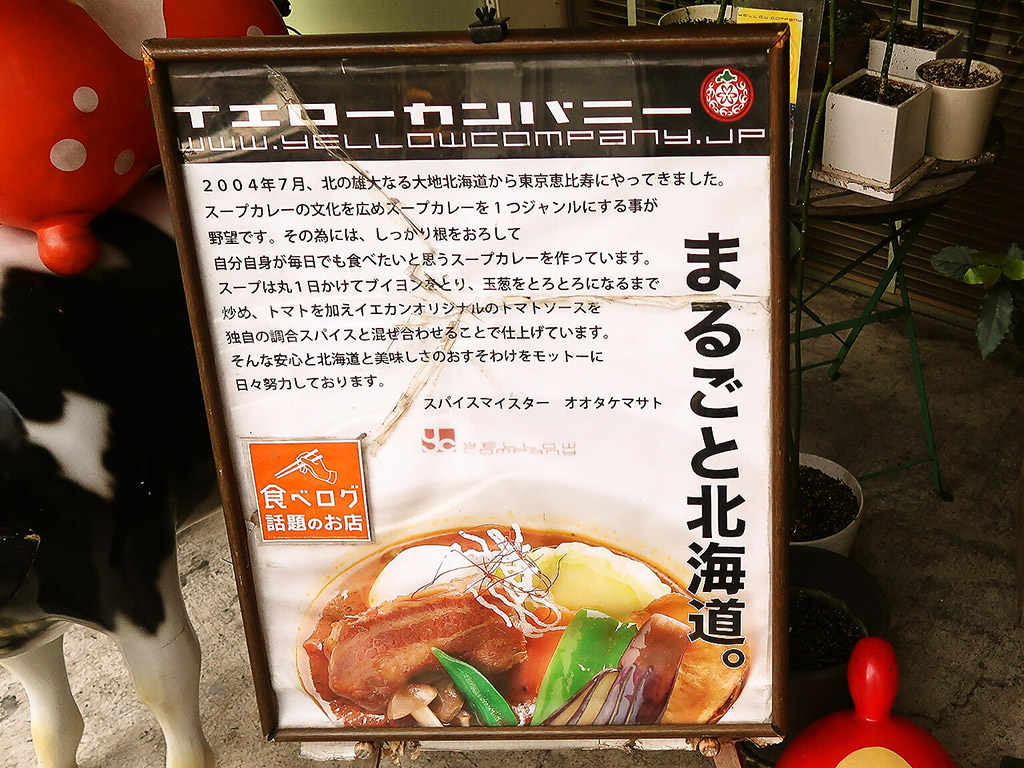 イエローカンパニー
www.yellowcompany.jp
2004年7月、北の雄大なる大地北海道から東京恵比寿にやってきました。
スープカレーの文化を広めスープカレーを1つジャンルにする事が
野望です。その為には、しっかり根をおろして
自分自身が毎日でも食べたいと思うスープカレーを作っています。
スープは丸1日かけてブイヨンをとり、玉葱をとろとろになるまで
炒め、トマトを加えイエカンオリジナルのトマトソースを
独自の調合スパイスと混ぜ合わせることで仕上げています。
そんな安心と北海道と美味しさのおすそわけをモットーに
日々努力しております。
スパイスマイスター オオタケマサト
まるごと北海道。
食べログ
話題のお店
YELLOW COMPANY